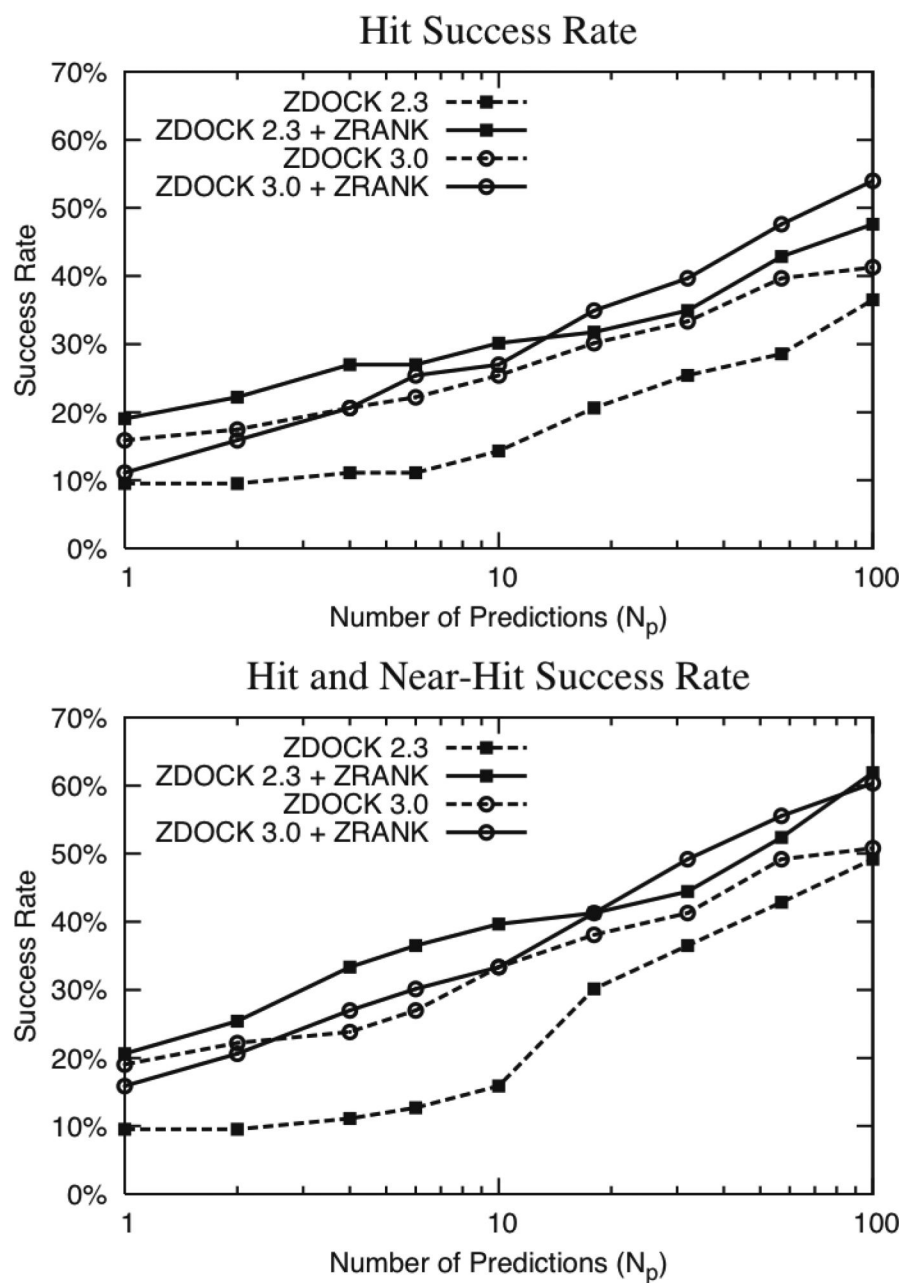 Hit Success Rate
70%
60%
50%
40%
30%
20%
10%
0%
Success Rate
ZDOCK 2.3
ZDOCK 2.3 + ZRANK
ZDOCK 3.0
ZDOCK 3.0 + ZRANK
1 10 100
Number of Predictions (Np)
Hit and Near-Hit Success Rate
70%
60%
50%
40%
30%
20%
10%
0%
Success Rate
ZDOCK 2.3
ZDOCK 2.3 + ZRANK
ZDOCK 3.0
ZDOCK 3.0 + ZRANK
1 10 100
Number of Predictions (Np)